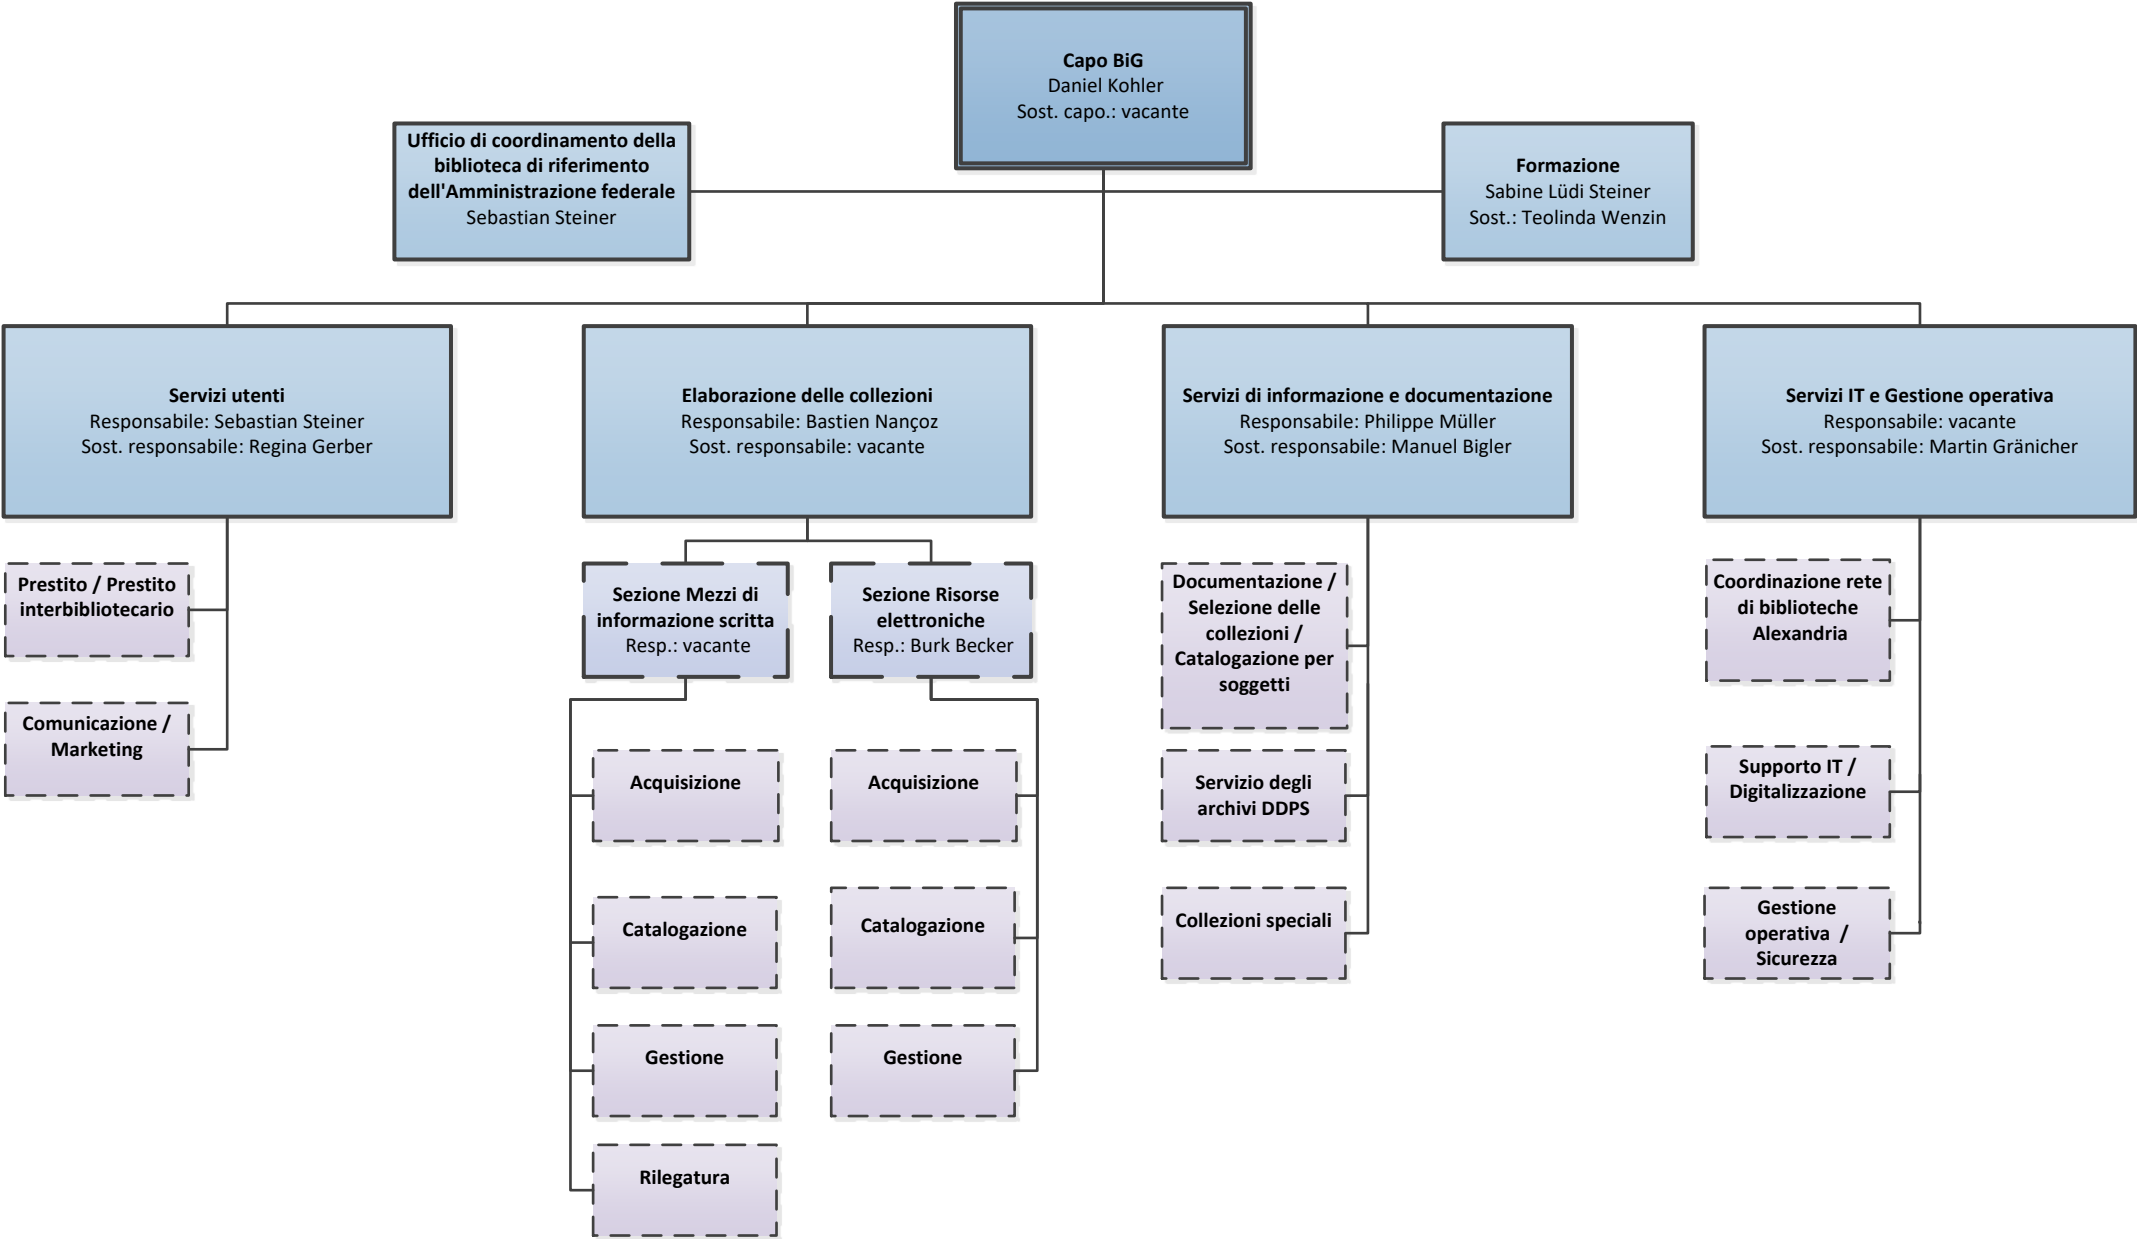 Capo BiG
Daniel Kohler
Sost. capo.: vacante
Ufficio di coordinamento della
biblioteca di riferimento
dell'Amministrazione federale
Sebastian Steiner
Formazione
Sabine Lüdi Steiner
Sost.: Teolinda Wenzin
Servizi utenti
Responsabile: Sebastian Steiner
Sost. responsabile: Regina Gerber
Elaborazione delle collezioni
Responsabile: Bastien Nançoz
Sost. responsabile: vacante
Servizi di informazione e documentazione
Responsabile: Philippe Müller
Sost. responsabile: Manuel Bigler
Servizi IT e Gestione operativa
Responsabile: vacante
Sost. responsabile: Martin Gränicher
Prestito / Prestito
interbibliotecario
Comunicazione /
Marketing
Sezione Mezzi di
informazione scritta
Resp.: vacante
Acquisizione
Catalogazione
Gestione
Rilegatura
Sezione Risorse
elettroniche
Resp.: Burk Becker
Acquisizione
Catalogazione
Gestione
Documentazione /
Selezione delle
collezioni /
Catalogazione per
soggetti
Servizio degli
archivi DDPS
Collezioni speciali
Coordinazione rete
di biblioteche
Alexandria
Supporto IT /
Digitalizzazione
Gestione
operativa  /
Sicurezza